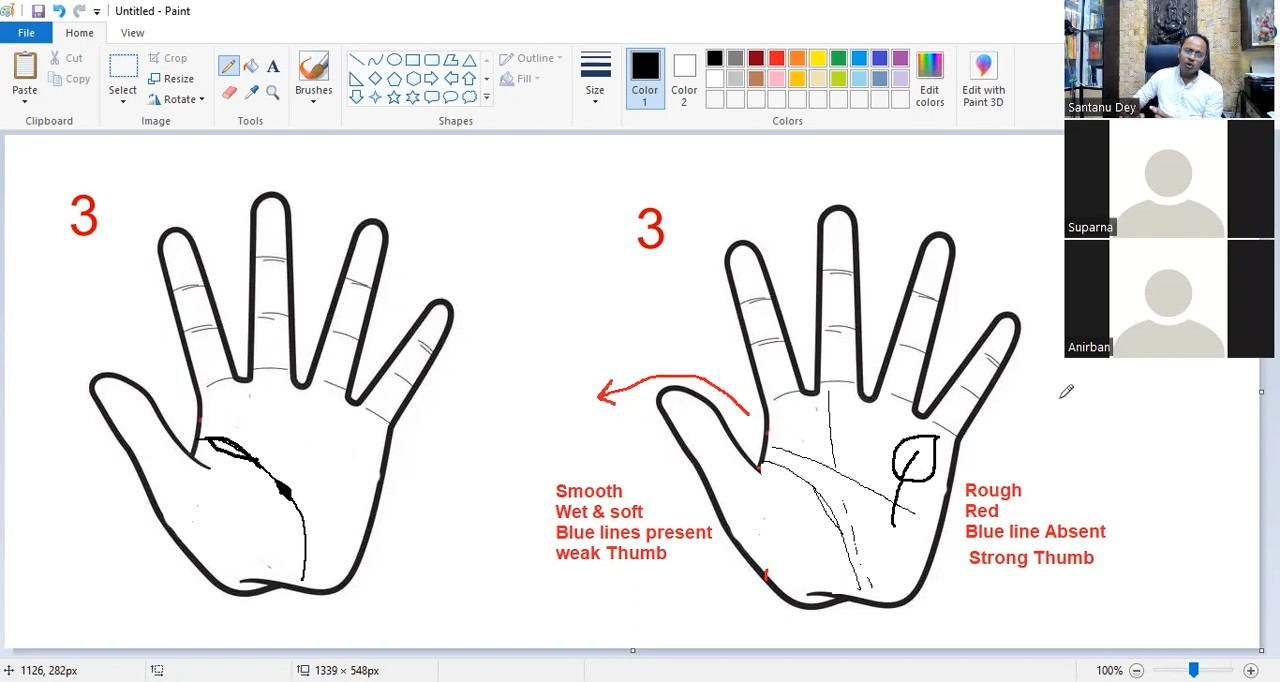 Untitled - Paint
File
Home
View
Paste
Cut
Copy
Clipboard
Select
Crop
Resize
Rotate
Image
A
Tools
Brushes
Outline
Fill
Shapes
Size
Color
1
Color
2
Edit
colors
Edit with
Paint 3D
Colors
Santanu Dey
Suparna
Anirban
3
3
Smooth
Wet & soft
Blue lines present
weak Thumb
Rough
Red
Blue line Absent
Strong Thumb
1126, 282px
1339 × 548px
100%